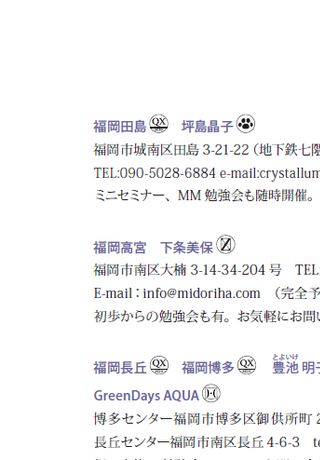 福岡田島 QX 坪島晶子
福岡市城南区田島 3-21-22（地下鉄七
TEL:090-5028-6884 e-mail:crystallum
ミニセミナー、MM 勉強会も随時開催。
福岡高宮 下条美保 Z
福岡市南区大楠 3-14-34-204 号 TEL
E-mail：info@midoriha.com （完全予
初歩からの勉強会も有。お気軽にお問い
とよいけ
福岡長丘 QX 福岡博多 QX 豊池 明子
GreenDays AQUA H
博多センター福岡市博多区御供所町 2
長丘センター福岡市南区長丘 4-6-3 te